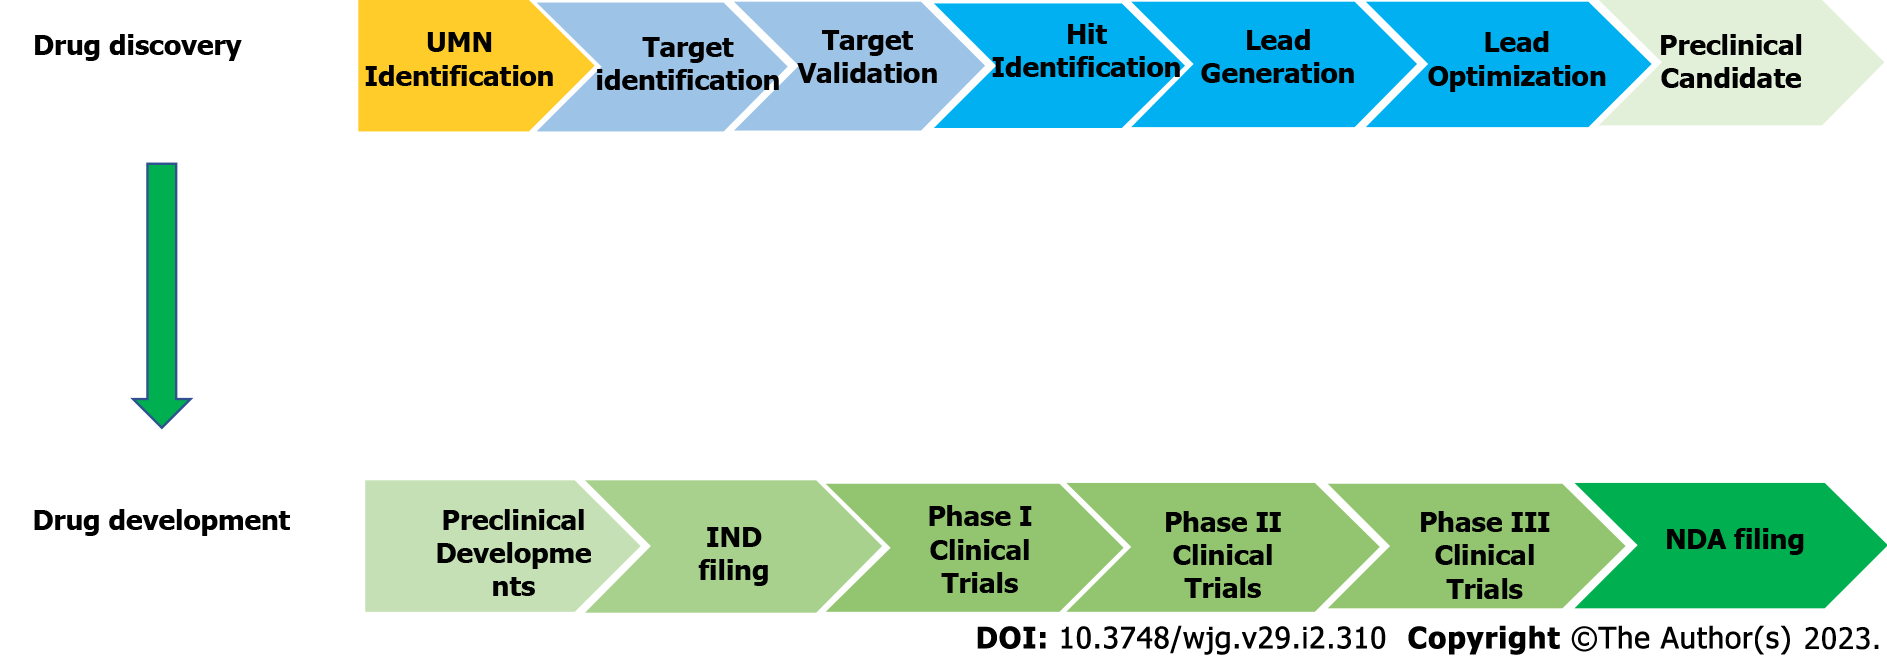 Drug discovery
UMN
Identification
Target
identification
Target
Validation
Hit
Identification
Lead
Generation
Lead
Optimization
Preclinical
Candidate
Drug development
Preclinical
Developme
nts
IND
filing
Phase I
Clinical
Trials
Phase II
Clinical
Trials
Phase III
Clinical
Trials
NDA filing
DOI: 10.3748/wjg.v29.i2.310 Copyright ©The Author(s) 2023.